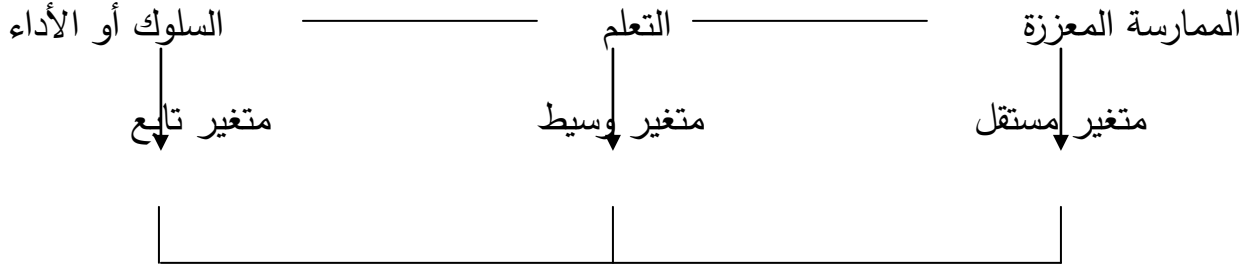 الممارسة المعززة التعلم السلوك أو الأداء
متغير مستقل متغير وسيط متغير تابع